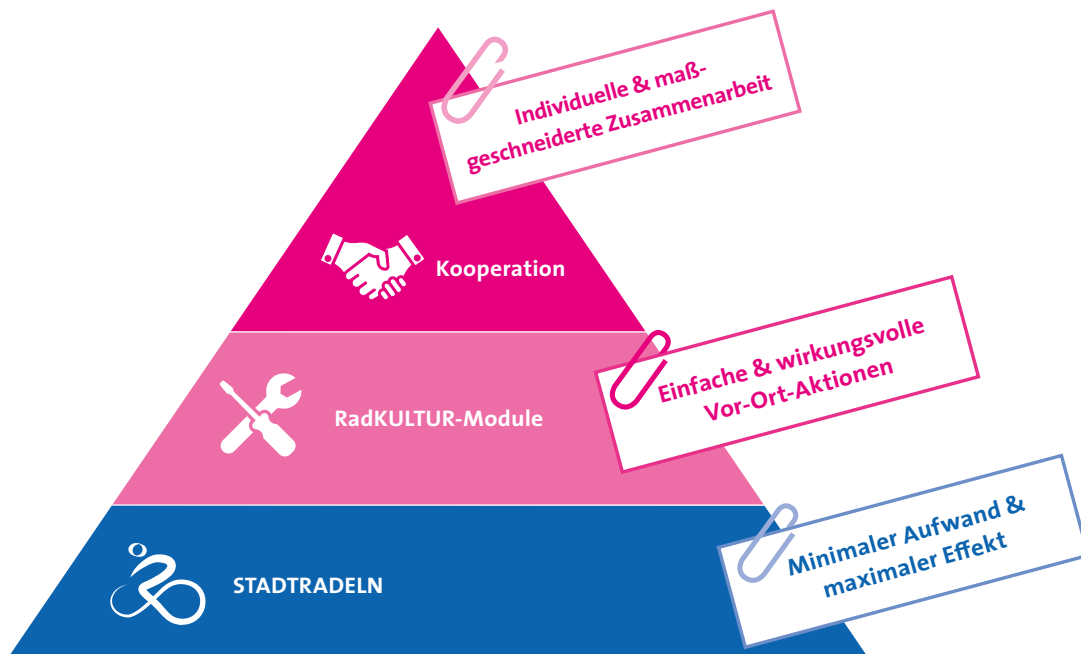 Individuelle & maß-
geschneiderte Zusammenarbeit
Kooperation
Einfache & wirkungsvolle
Vor-Ort-Aktionen
RadKULTUR-Module
Minimaler Aufwand &
maximaler Effekt
STADTRADELN